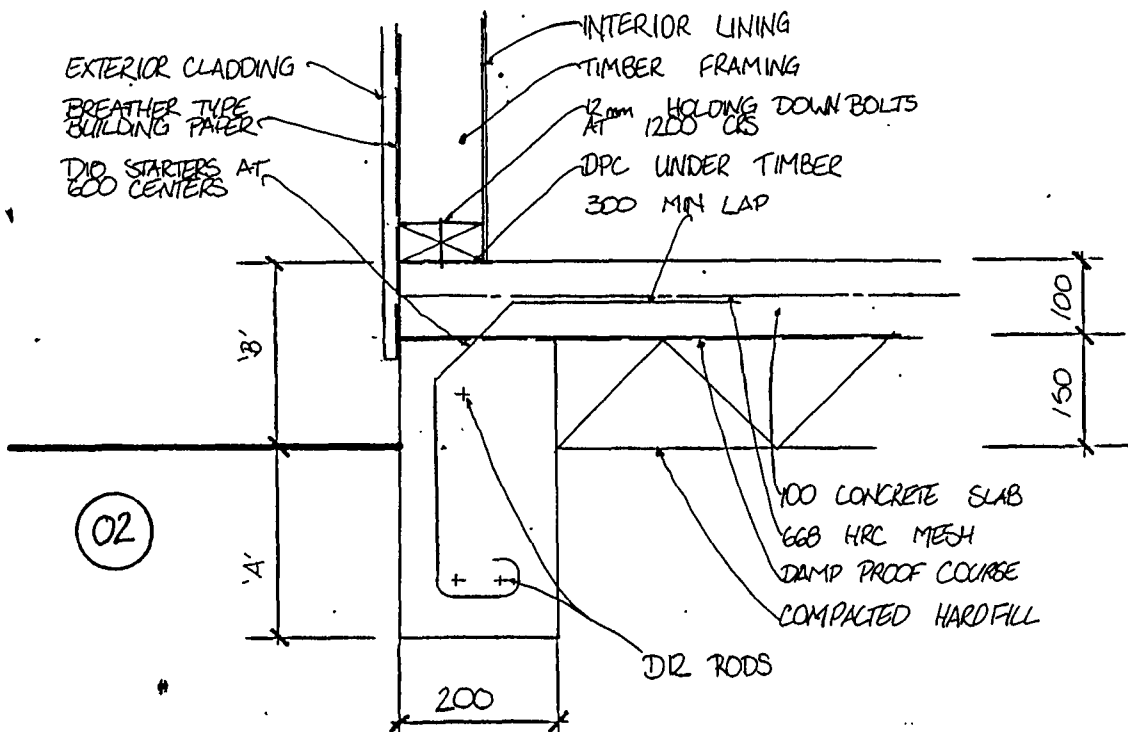 EXTERIOR CLADDING
BREATHER TYPE
BUILDING PAPER
D10 STARTERS AT
600 CENTERS
INTERIOR LINING
TIMBER FRAMING
12mm HOLDING DOWN BOLTS
AT 1200 CRS
DPC UNDER TIMBER
300 MIN LAP
100
150
'B'
'A'
02
100 CONCRETE SLAB
668 HRC MESH
DAMP PROOF COURSE
COMPACTED HARDFILL
D12 RODS
200